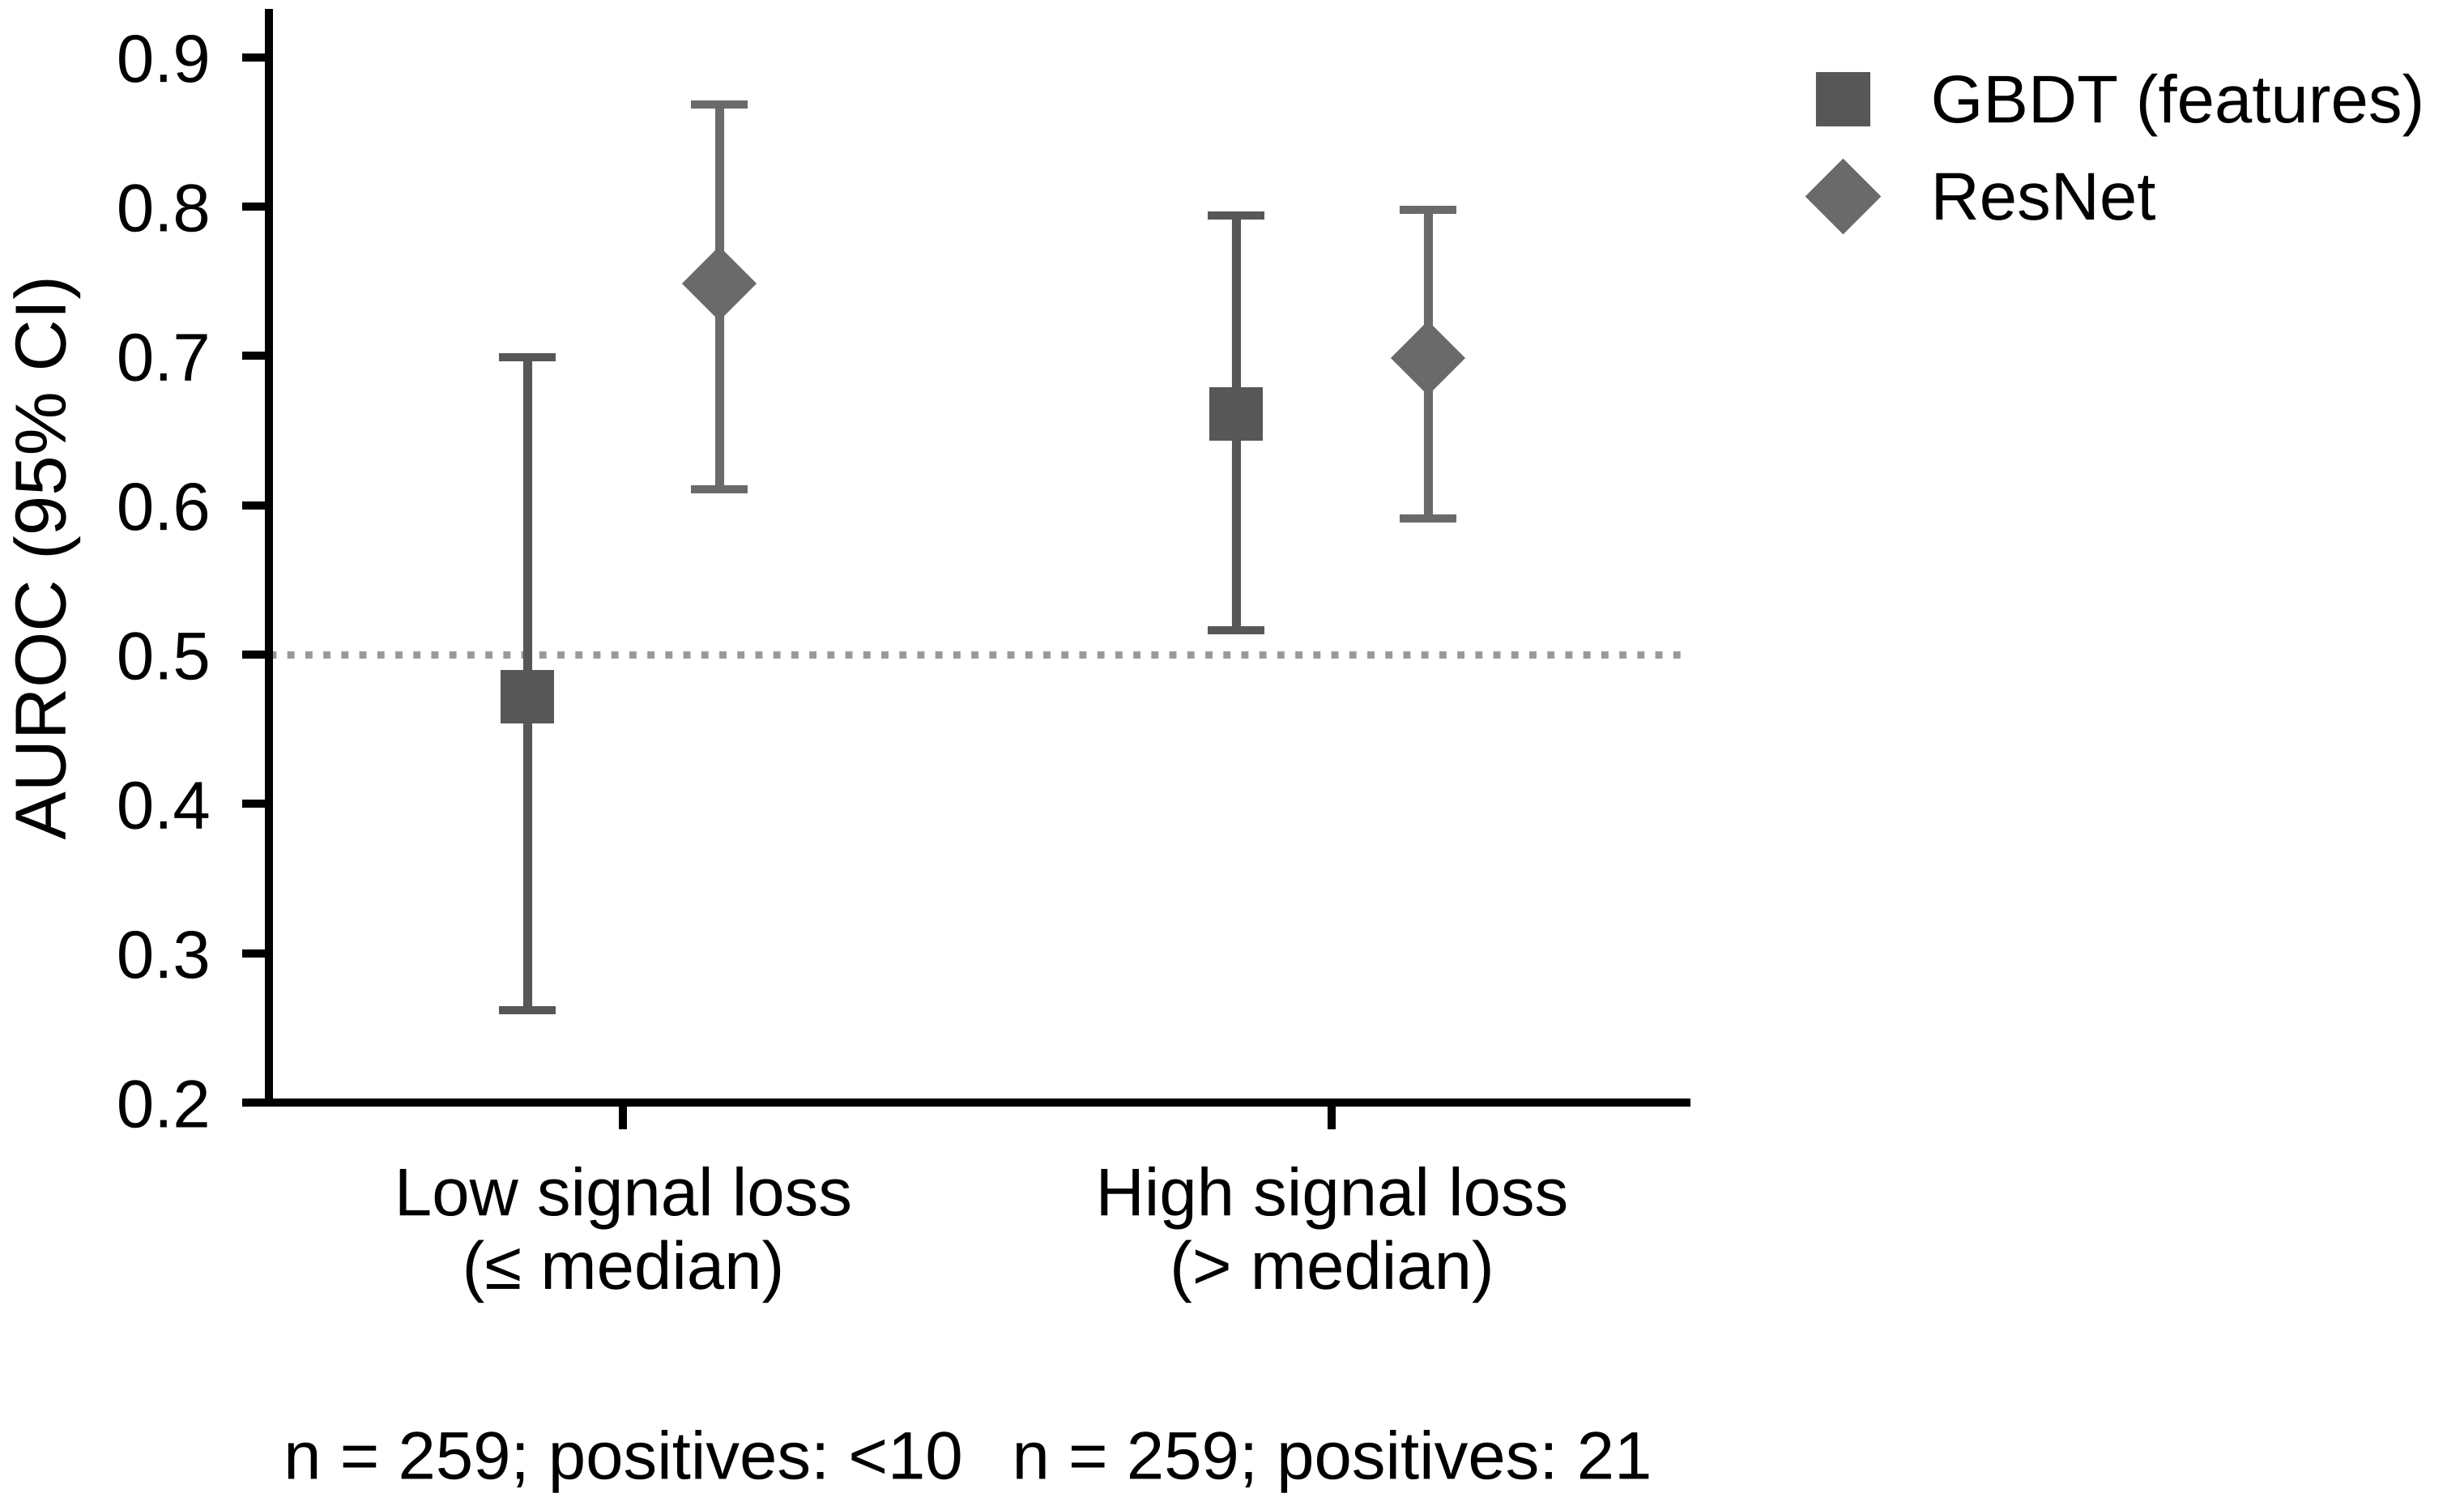 AUROC (95% CI)
0.9
0.8
0.7
0.6
0.5
0.4
0.3
0.2
Low signal loss
(≤ median)
High signal loss
(> median)
n = 259; positives: <10
n = 259; positives: 21
GBDT (features)
ResNet